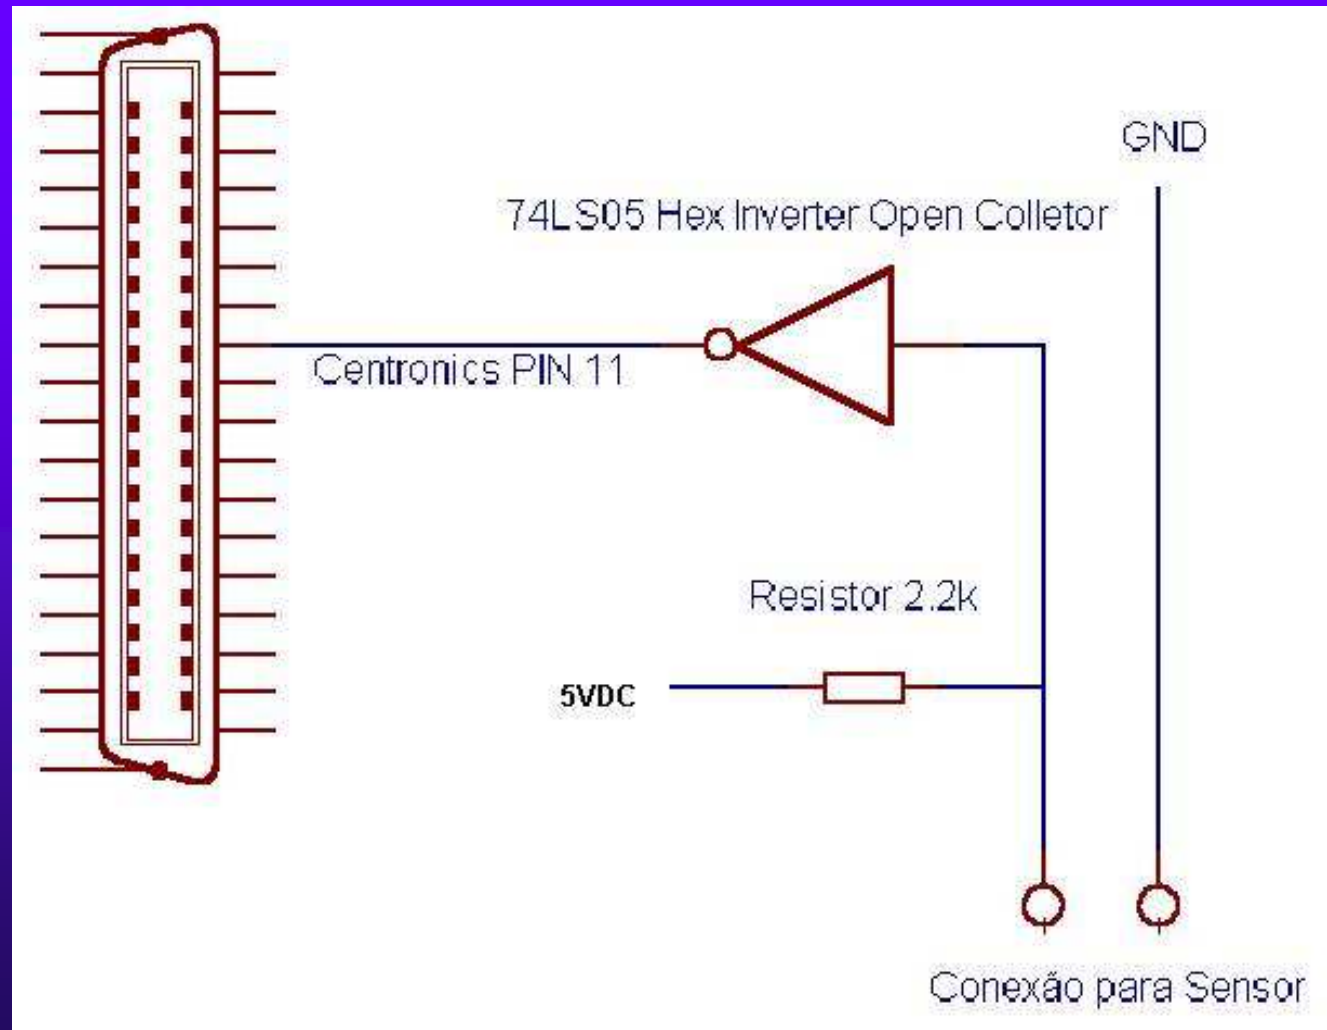 GND
74LS05 Hex Inverter Open Colletor
Centronics PIN 11
Resistor 2.2k
5VDC
Conexão para Sensor